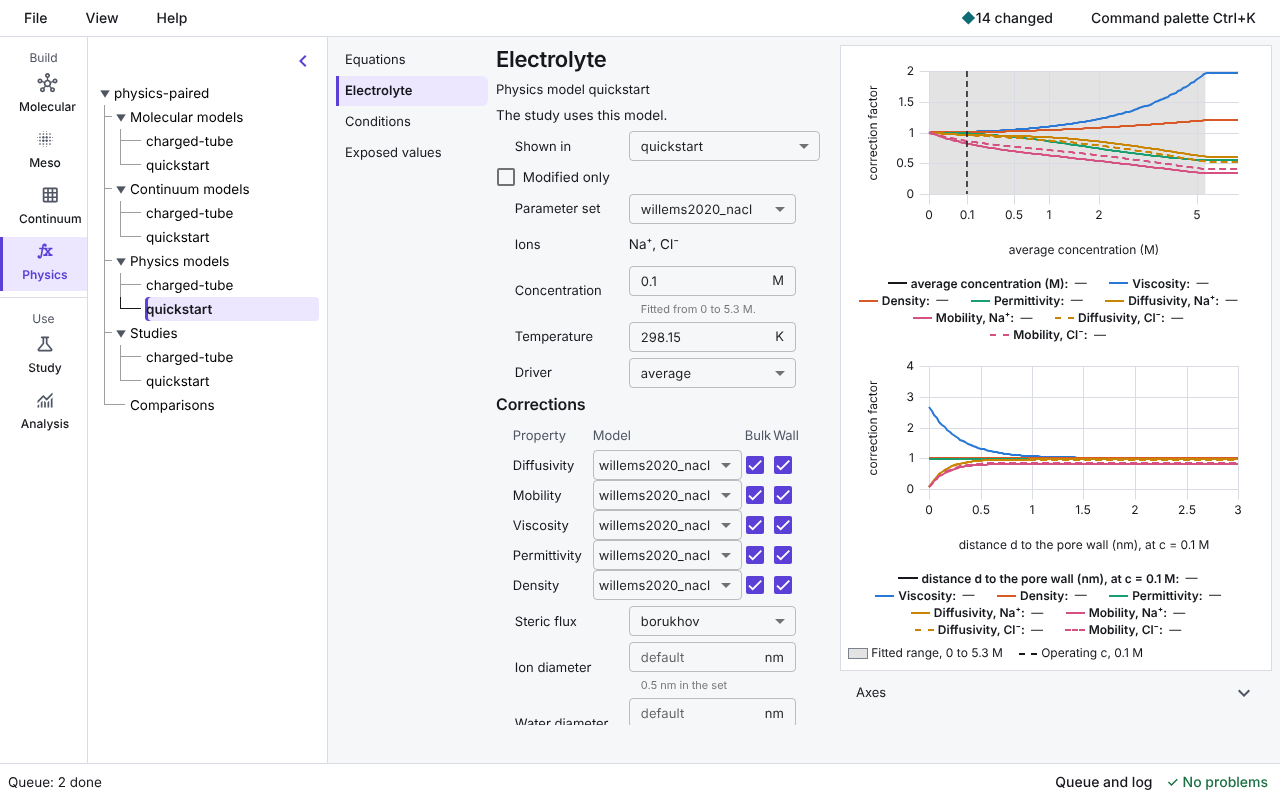 File View Help 14 changed Command palette Ctrl+K
Build
Molecular
Meso
Continuum
Physics
Use
Study
Analysis
physics-paired
Molecular models
charged-tube
quickstart
Continuum models
charged-tube
quickstart
Physics models
charged-tube
quickstart
Studies
charged-tube
quickstart
Comparisons
Equations
Electrolyte
Conditions
Exposed values
Electrolyte
Physics model quickstart
The study uses this model.
Shown in quickstart
Modified only
Parameter set willems2020_nacl
Ions Na⁺, Cl⁻
Concentration 0.1 M
Fitted from 0 to 5.3 M.
Temperature 298.15 K
Driver average
Corrections
Property Model Bulk Wall
Diffusivity willems2020_nacl
Mobility willems2020_nacl
Viscosity willems2020_nacl
Permittivity willems2020_nacl
Density willems2020_nacl
Steric flux borukhov
Ion diameter default nm
0.5 nm in the set
Water diameter default nm
correction factor
2
1.5
1
0.5
0
0 0.1 0.5 1 2 5
average concentration (M)
average concentration (M): — Viscosity: —
Density: — Permittivity: — Diffusivity, Na⁺: —
Mobility, Na⁺: — Diffusivity, Cl⁻: —
Mobility, Cl⁻: —
correction factor
4
3
2
1
0
0 0.5 1 1.5 2 2.5 3
distance d to the pore wall (nm), at c = 0.1 M
distance d to the pore wall (nm), at c = 0.1 M: —
Viscosity: — Density: — Permittivity: —
Diffusivity, Na⁺: — Mobility, Na⁺: —
Diffusivity, Cl⁻: — Mobility, Cl⁻: —
Fitted range, 0 to 5.3 M Operating c, 0.1 M
Axes
Queue: 2 done Queue and log No problems